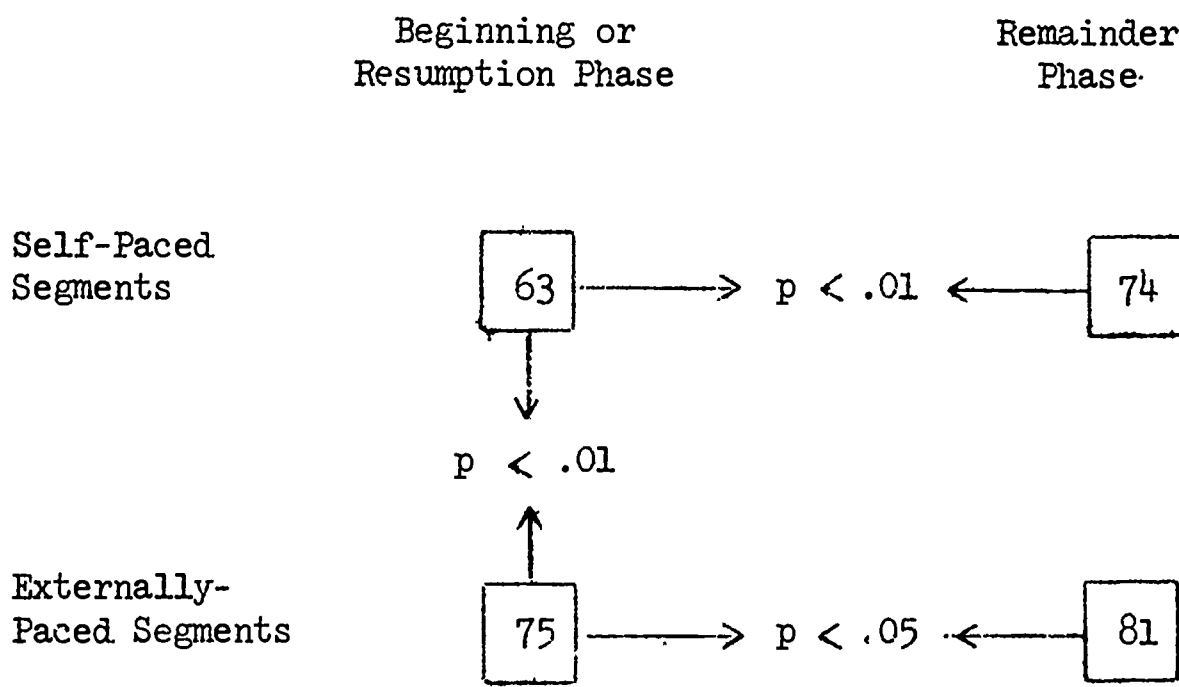 Beginning or
Resumption Phase
Remainder
Phase
Self-Paced
Segments
63
p < .01
74
p < .01
Externally-
Paced Segments
75
p < .05
81